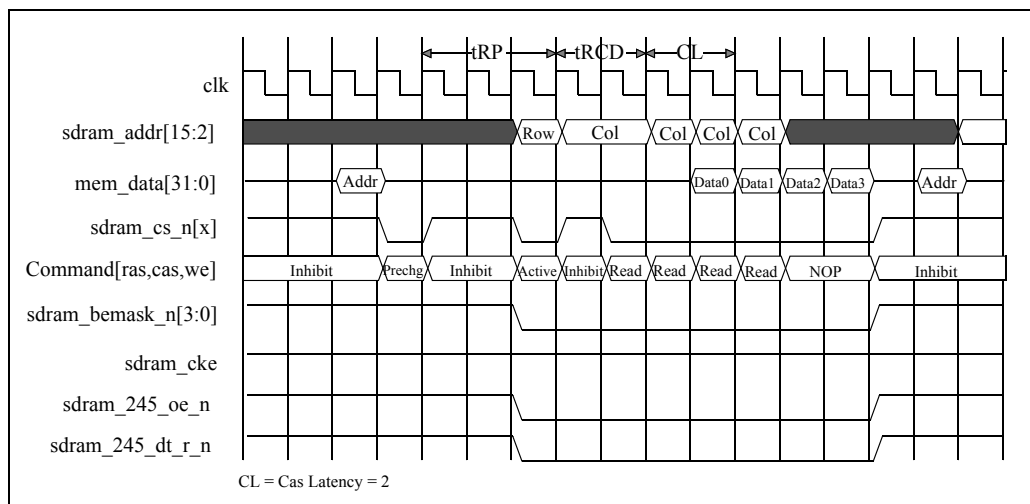 tRP tRCD CL
clk
sdram_addr[15:2] Row Col Col Col Col
mem_data[31:0] Addr Data0 Data1 Data2 Data3 Addr
sdram_cs_n[x]
Command[ras,cas,we] Inhibit Prechg Inhibit Active Inhibit Read Read Read Read NOP Inhibit
sdram_bemask_n[3:0]
sdram_cke
sdram_245_oe_n
sdram_245_dt_r_n
CL = Cas Latency = 2